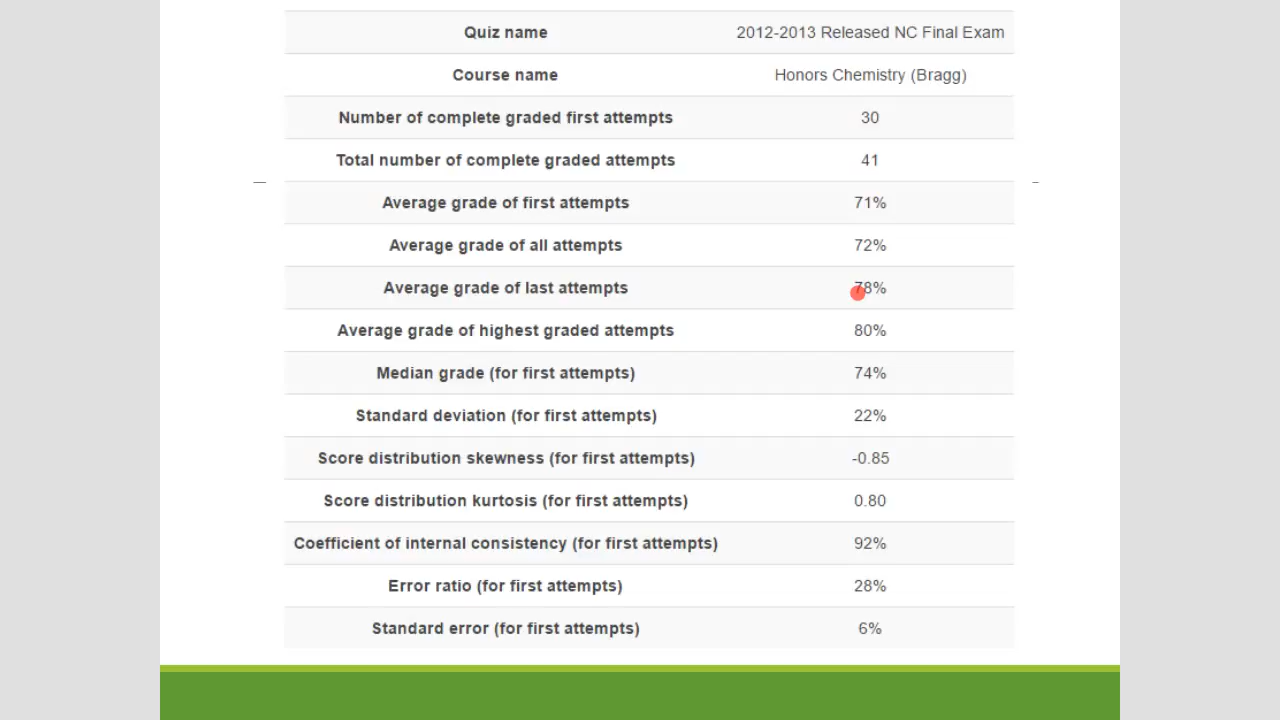 Quiz name 2012-2013 Released NC Final Exam
Course name Honors Chemistry (Bragg)
Number of complete graded first attempts 30
Total number of complete graded attempts 41
Average grade of first attempts 71%
Average grade of all attempts 72%
Average grade of last attempts 78%
Average grade of highest graded attempts 80%
Median grade (for first attempts) 74%
Standard deviation (for first attempts) 22%
Score distribution skewness (for first attempts) -0.85
Score distribution kurtosis (for first attempts) 0.80
Coefficient of internal consistency (for first attempts) 92%
Error ratio (for first attempts) 28%
Standard error (for first attempts) 6%